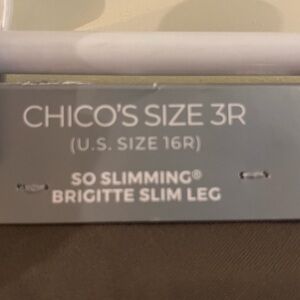 CHICO'S SIZE 3R
(U.S. SIZE 16R)
SO SLIMMING®
BRIGITTE SLIM LEG